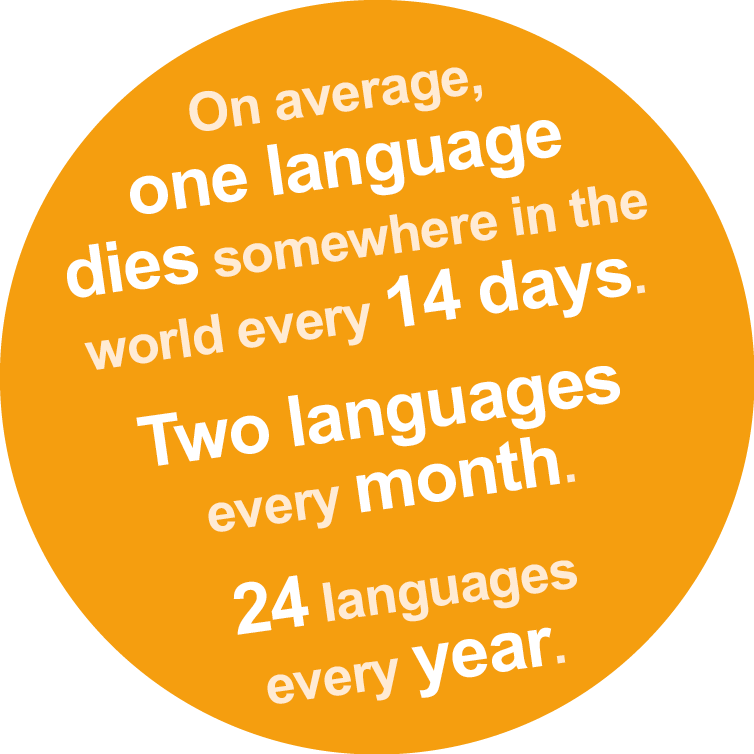 On average,
one language
dies somewhere in the
world every 14 days.
Two languages
every month.
24 languages
every year.